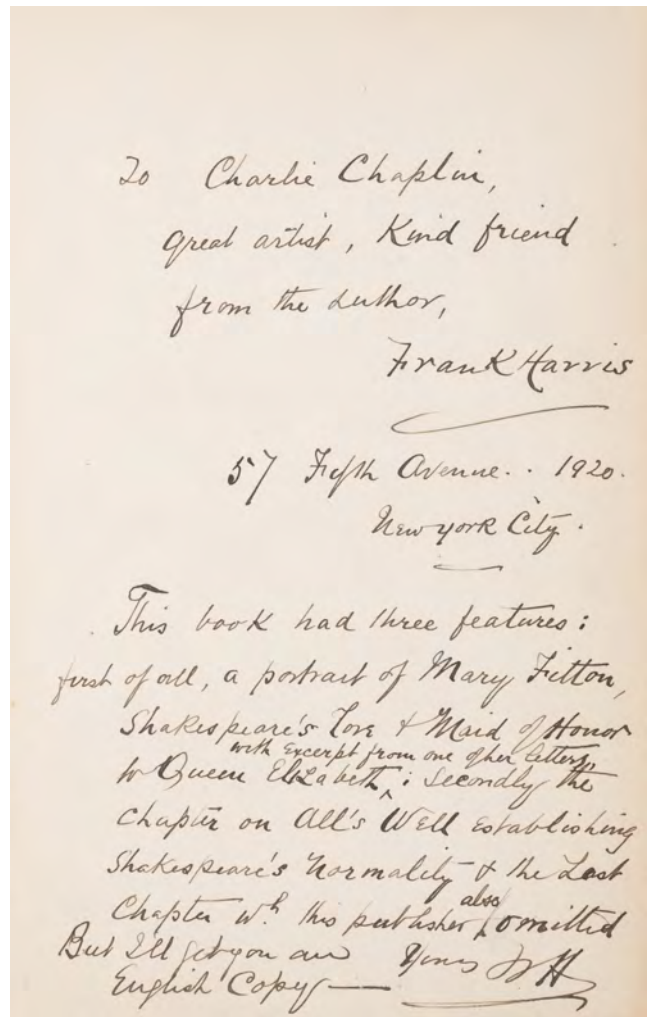 To Charlie Chaplin,
great artist, Kind friend
from the author,
Frank Harris
57 Fifth Avenue. . 1920.
New York City.
This book had three features:
first of all, a portrait of Mary Fitton,
Shakespeare's Love & Maid of Honor
with excerpt from one of her letters,
to Queen Elizabeth; Secondly the
chapter on All's Well establishing
Shakespeare's normality & the Last
also
Chapter wh. this publisher omitted
But I'll get you an Yours FH
English Copy —